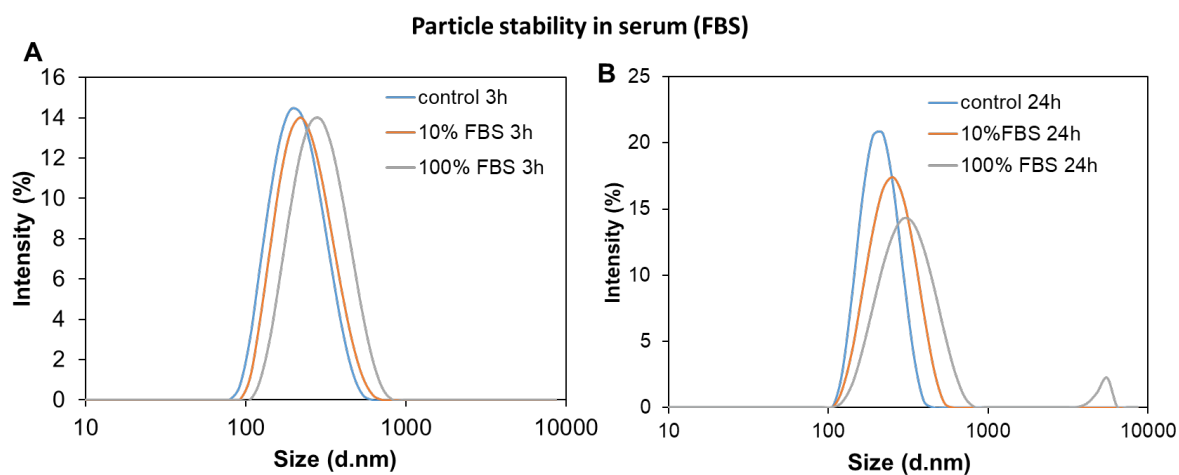 Particle stability in serum (FBS)
A
16
14
12
10
8
6
4
2
0
Intensity (%)
control 3h
10% FBS 3h
100% FBS 3h
10
100
1000
10000
Size (d.nm)
B
25
20
15
10
5
0
Intensity (%)
control 24h
10%FBS 24h
100% FBS 24h
10
100
1000
10000
Size (d.nm)